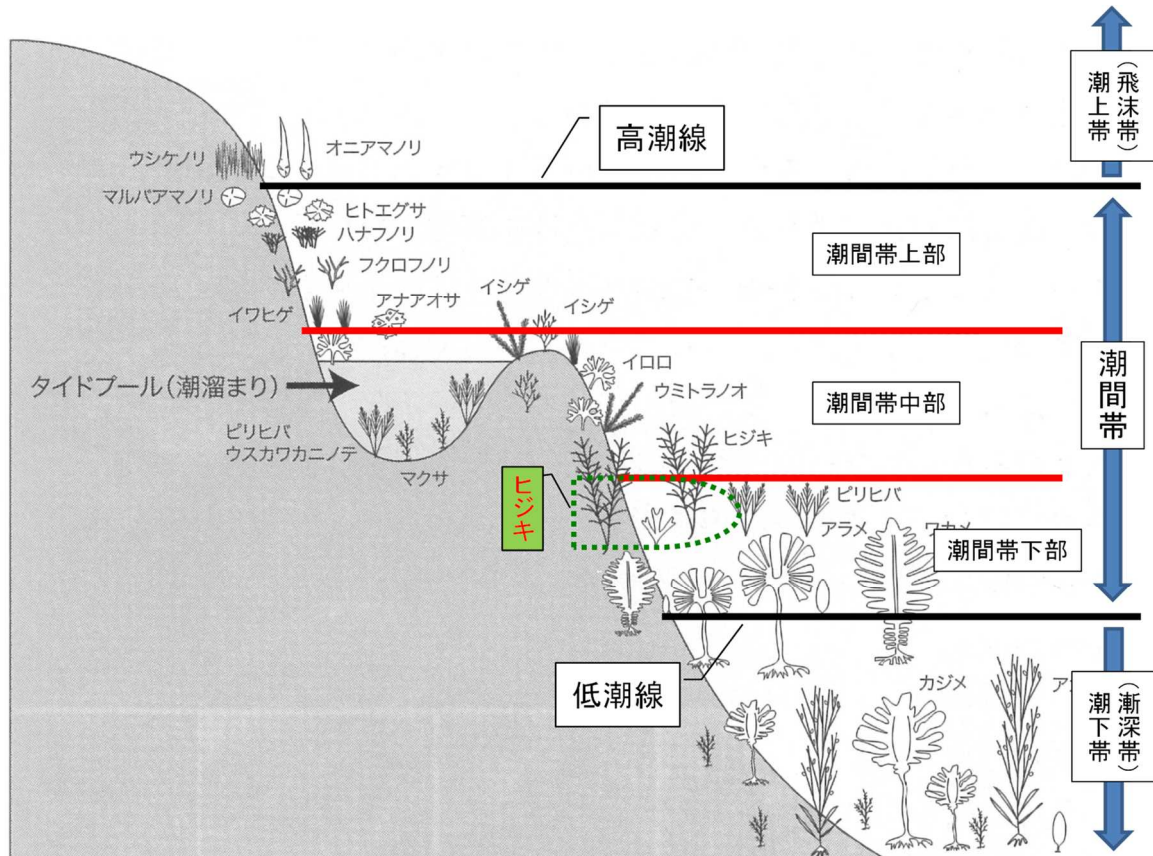 (飛沫帯)
潮上帯
オニアマノリ
高潮線
ウシケノリ
マルバアマノリ
ヒトエグサ
ハナフノリ
潮間帯上部
フクロフノリ
イシゲ
アナアオサ
イシゲ
イワヒゲ
潮間帯
イロロ
タイドプール(潮溜まり)
ウミトラノオ
潮間帯中部
ピリヒバ
ウスカワカニノテ
ヒジキ
マクサ
ヒジキ
ピリヒバ
アラメ
ワカメ
潮間帯下部
低潮線
カジメ
(漸深帯)
潮下帯